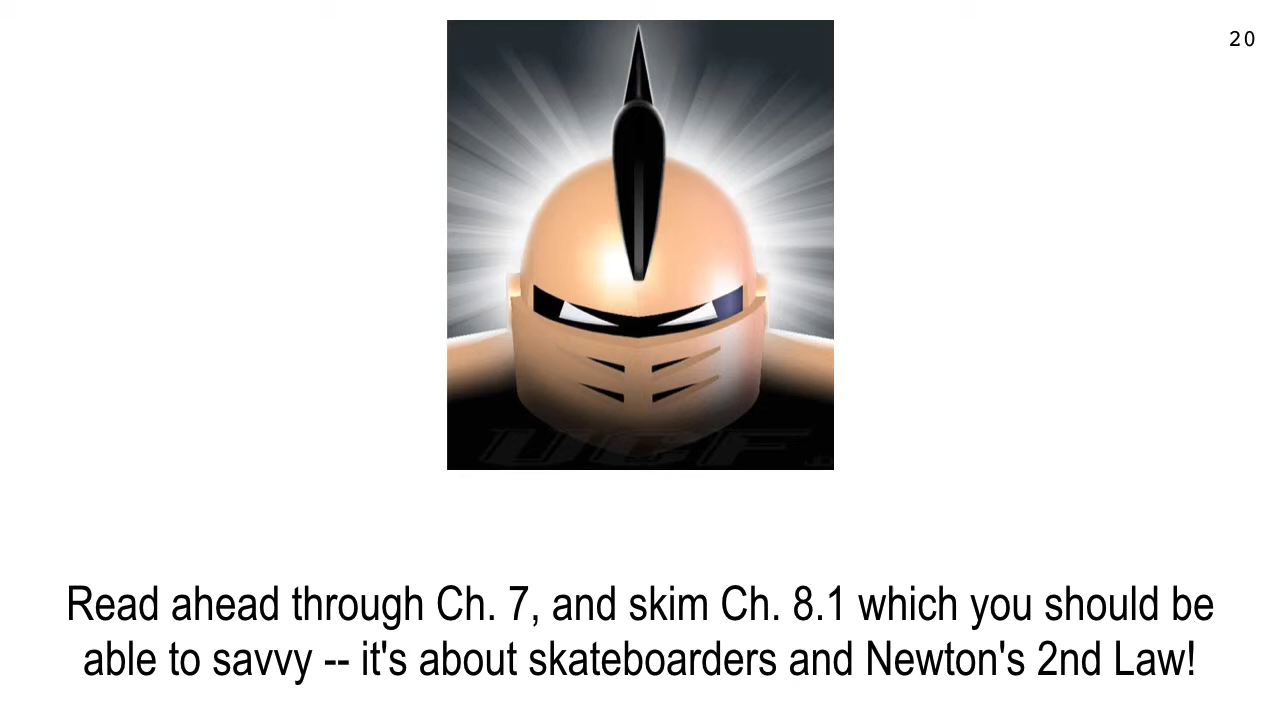 20
UCF
Read ahead through Ch. 7, and skim Ch. 8.1 which you should be
able to savvy -- it's about skateboarders and Newton's 2nd Law!